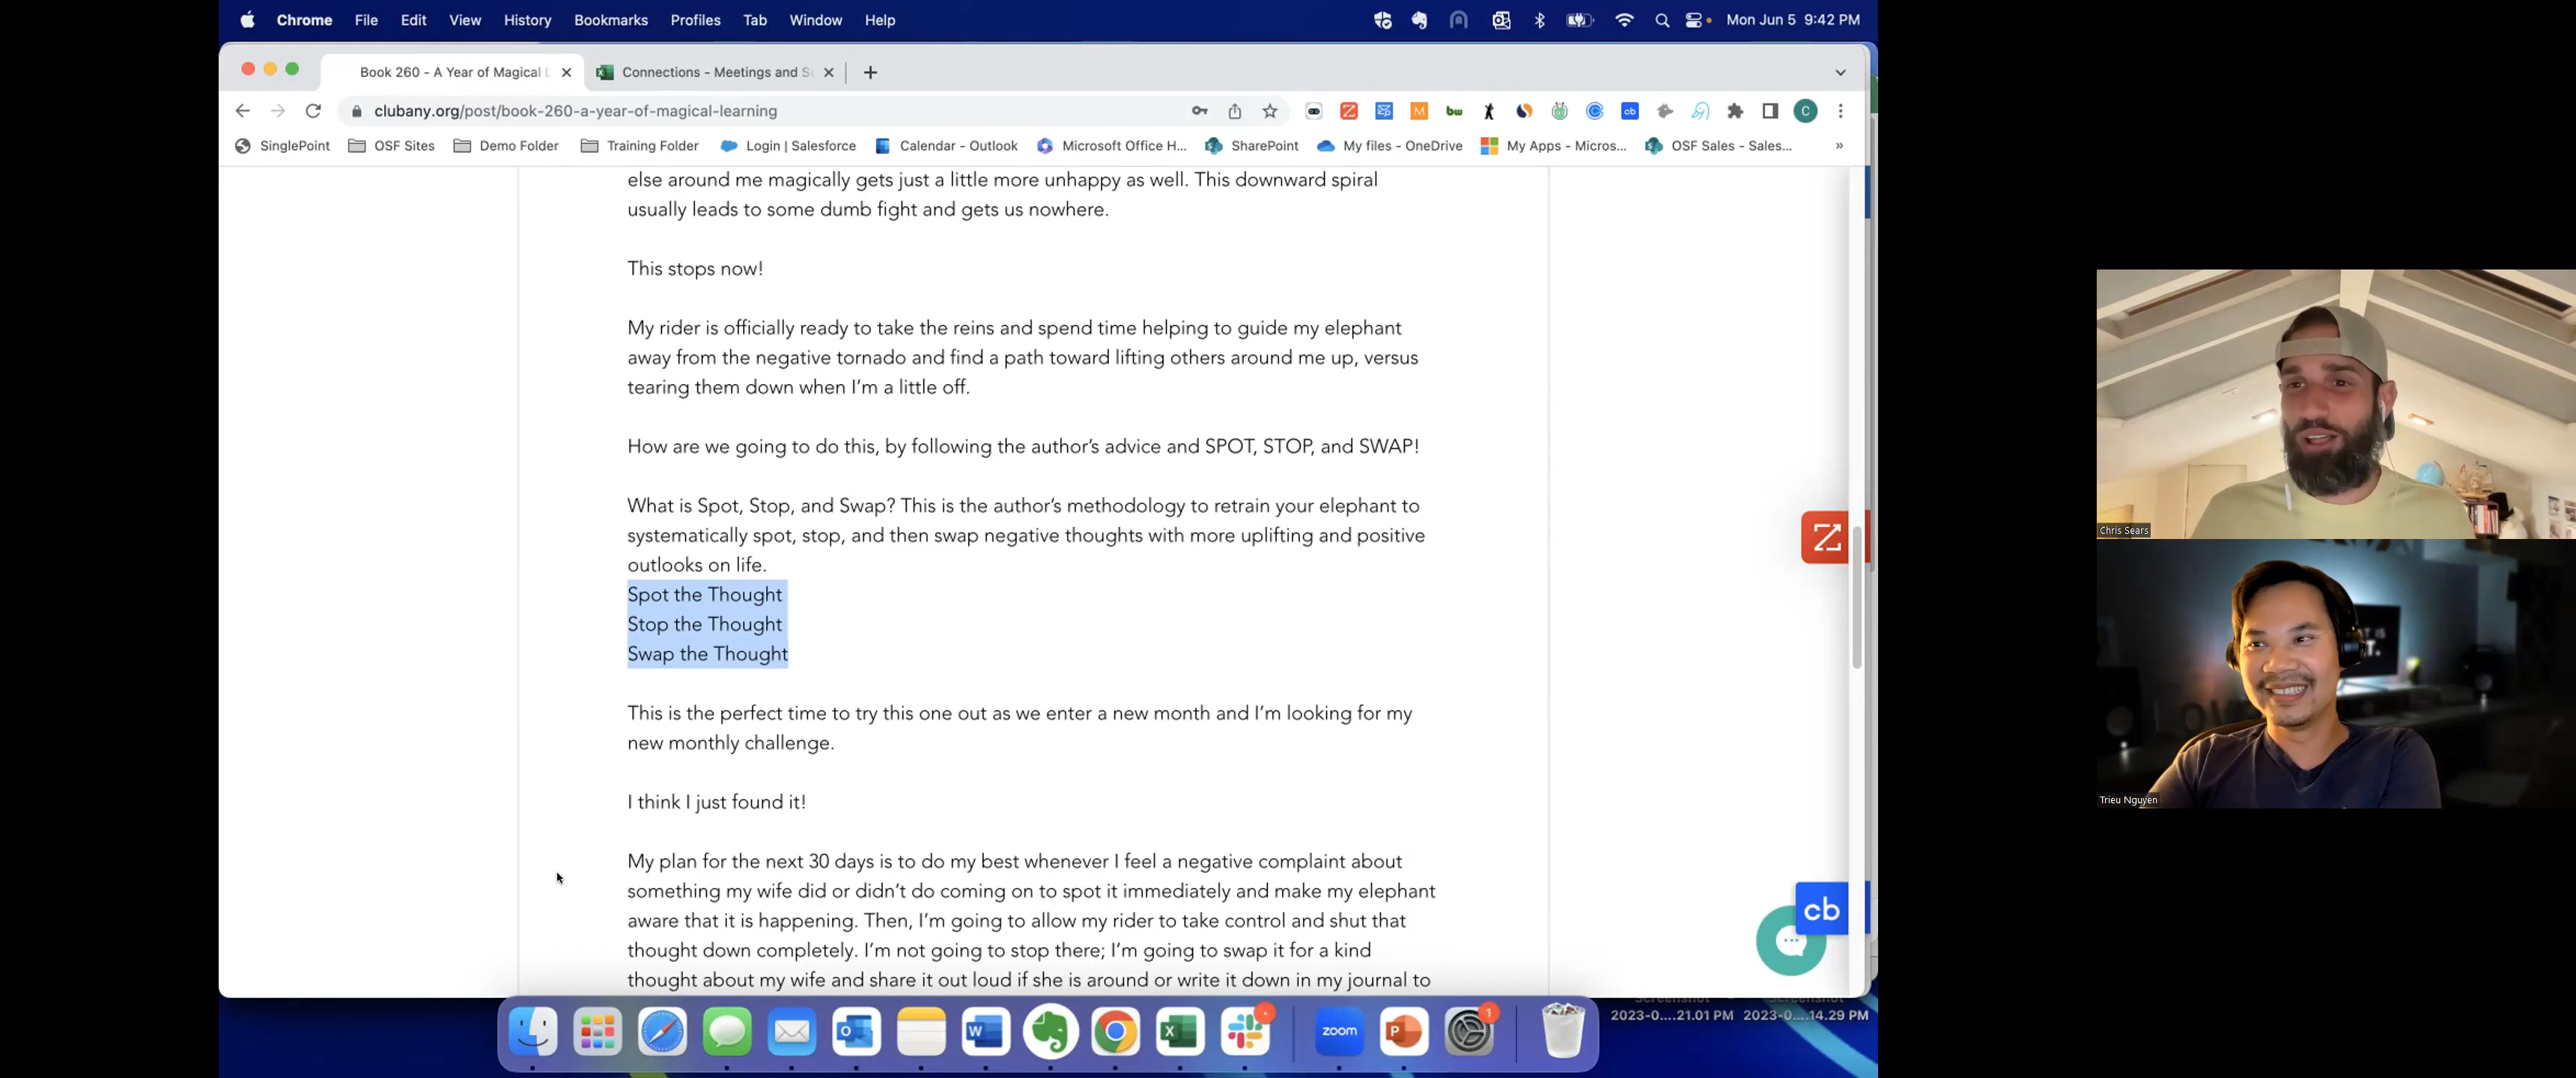 Chrome File Edit View History Bookmarks Profiles Tab Window Help Mon Jun 5 9:42 PM
Book 260 - A Year of Magical L Connections - Meetings and S
clubany.org/post/book-260-a-year-of-magical-learning
SinglePoint OSF Sites Demo Folder Training Folder Login | Salesforce Calendar - Outlook Microsoft Office H... SharePoint My files - OneDrive My Apps - Micros... OSF Sales - Sales... »
else around me magically gets just a little more unhappy as well. This downward spiral
usually leads to some dumb fight and gets us nowhere.
This stops now!
My rider is officially ready to take the reins and spend time helping to guide my elephant
away from the negative tornado and find a path toward lifting others around me up, versus
tearing them down when I'm a little off.
How are we going to do this, by following the author's advice and SPOT, STOP, and SWAP!
What is Spot, Stop, and Swap? This is the author's methodology to retrain your elephant to
systematically spot, stop, and then swap negative thoughts with more uplifting and positive
outlooks on life.
Spot the Thought
Stop the Thought
Swap the Thought
This is the perfect time to try this one out as we enter a new month and I'm looking for my
new monthly challenge.
I think I just found it!
My plan for the next 30 days is to do my best whenever I feel a negative complaint about
something my wife did or didn't do coming on to spot it immediately and make my elephant
aware that it is happening. Then, I'm going to allow my rider to take control and shut that
thought down completely. I'm not going to stop there; I'm going to swap it for a kind
thought about my wife and share it out loud if she is around or write it down in my journal to
cb
Screenshot Screenshot
2023-0....21.01 PM 2023-0....14.29 PM
zoom
1
Chris Sears
Trieu Nguyen